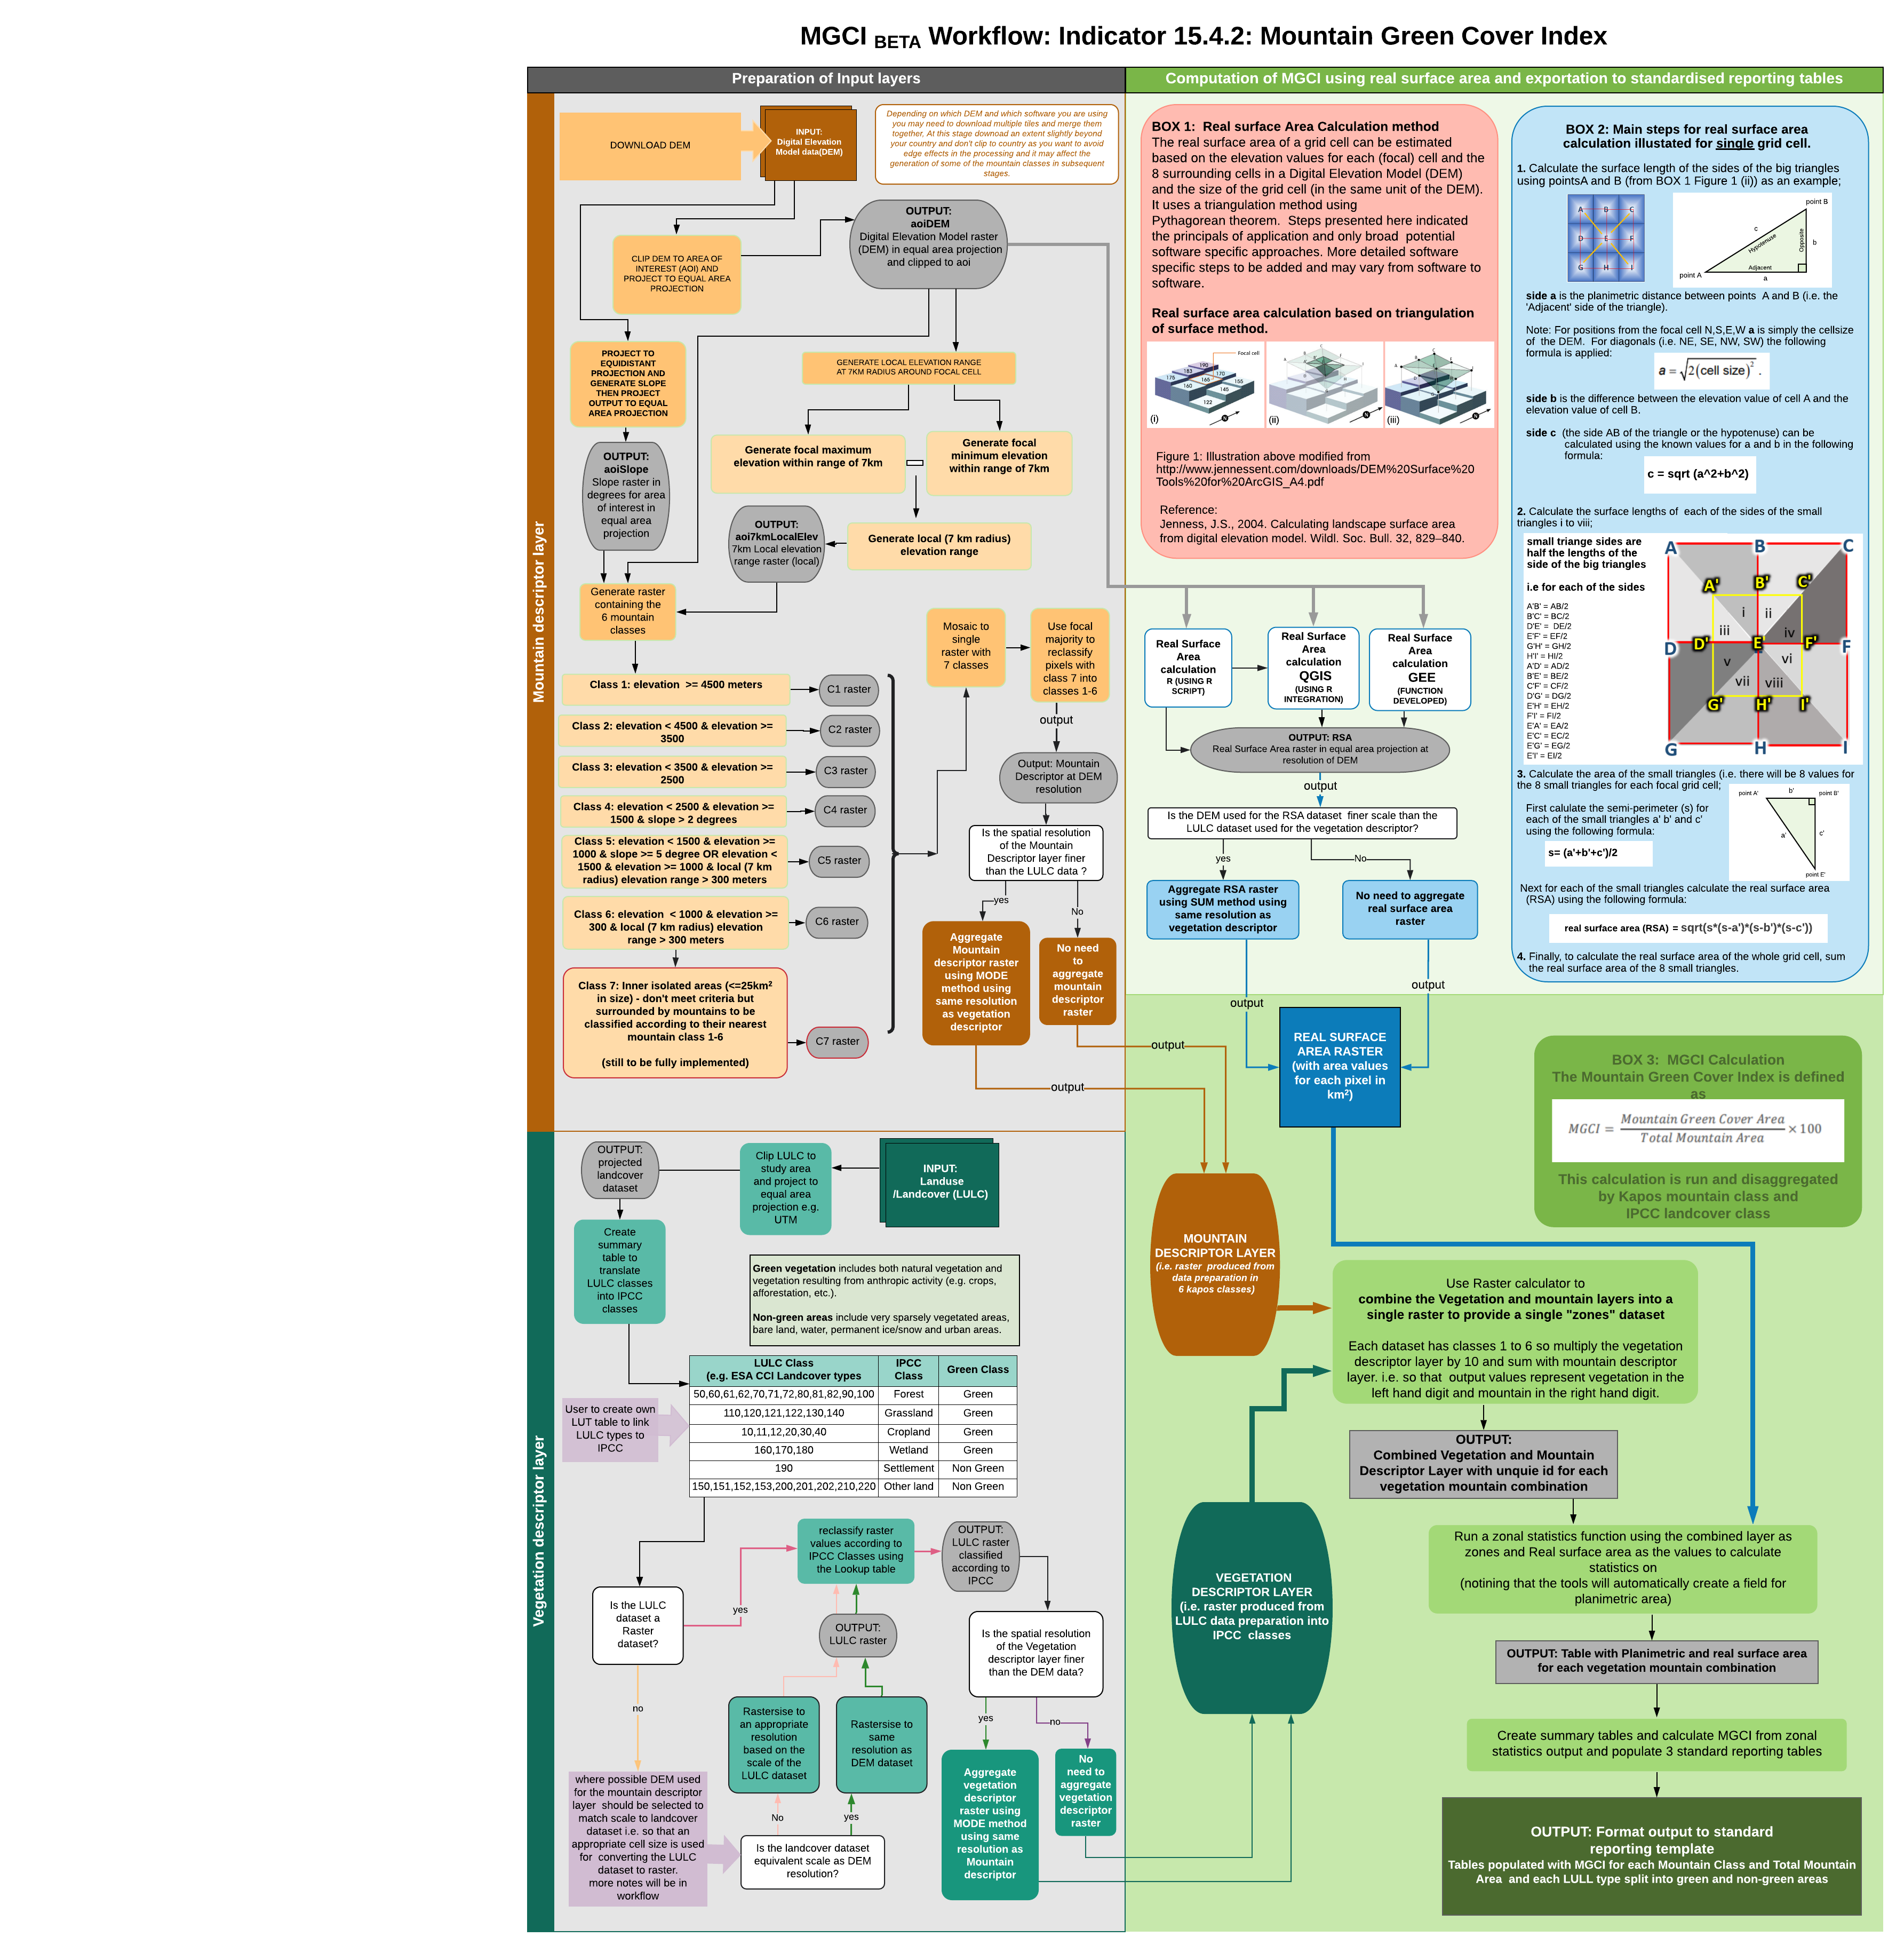 MGCI BETA Workflow: Indicator 15.4.2: Mountain Green Cover Index
Preparation of Input layers
Computation of MGCI using real surface area and exportation to standardised reporting tables
Mountain descriptor layer
DOWNLOAD DEM
INPUT:
Digital Elevation
Model data(DEM)
Depending on which DEM and which software you are using
you may need to download multiple tiles and merge them
together, At this stage downoad an extent slightly beyond
your country and don't clip to country as you want to avoid
edge effects in the processing and it may affect the
generation of some of the mountain classes in subsequent
stages.
OUTPUT:
aoiDEM
Digital Elevation Model raster
(DEM) in equal area projection
and clipped to aoi
CLIP DEM TO AREA OF
INTEREST (AOI) AND
PROJECT TO EQUAL AREA
PROJECTION
PROJECT TO
EQUIDISTANT
PROJECTION AND
GENERATE SLOPE
THEN PROJECT
OUTPUT TO EQUAL
AREA PROJECTION
GENERATE LOCAL ELEVATION RANGE
AT 7KM RADIUS AROUND FOCAL CELL
Generate focal maximum
elevation within range of 7km
Generate focal
minimum elevation
within range of 7km
OUTPUT:
aoiSlope
Slope raster in
degrees for area
of interest in
equal area
projection
OUTPUT:
aoi7kmLocalElev
7km Local elevation
range raster (local)
Generate local (7 km radius)
elevation range
Generate raster
containing the
6 mountain
classes
Mosaic to
single
raster with
7 classes
Use focal
majority to
reclassify
pixels with
class 7 into
classes 1-6
output
Output: Mountain
Descriptor at DEM
resolution
Class 1: elevation >= 4500 meters
C1 raster
Class 2: elevation < 4500 & elevation >=
3500
C2 raster
Class 3: elevation < 3500 & elevation >=
2500
C3 raster
Class 4: elevation < 2500 & elevation >=
1500 & slope > 2 degrees
C4 raster
Class 5: elevation < 1500 & elevation >=
1000 & slope >= 5 degree OR elevation <
1500 & elevation >= 1000 & local (7 km
radius) elevation range > 300 meters
C5 raster
Class 6: elevation < 1000 & elevation >=
300 & local (7 km radius) elevation
range > 300 meters
C6 raster
Class 7: Inner isolated areas (<=25km²
in size) - don't meet criteria but
surrounded by mountains to be
classified according to their nearest
mountain class 1-6
(still to be fully implemented)
C7 raster
Is the spatial resolution
of the Mountain
Descriptor layer finer
than the LULC data ?
yes
No
Aggregate
Mountain
descriptor raster
using MODE
method using
same resolution
as vegetation
descriptor
No need
to
aggregate
mountain
descriptor
raster
output
output
BOX 1: Real surface Area Calculation method
The real surface area of a grid cell can be estimated
based on the elevation values for each (focal) cell and the
8 surrounding cells in a Digital Elevation Model (DEM)
and the size of the grid cell (in the same unit of the DEM).
It uses a triangulation method using
Pythagorean theorem. Steps presented here indicated
the principals of application and only broad potential
software specific approaches. More detailed software
specific steps to be added and may vary from software to
software.
Real surface area calculation based on triangulation
of surface method.
Focal cell
190
183
170
175
165
155
160
145
122
N
(i)
N
(ii)
N
(iii)
Figure 1: Illustration above modified from
http://www.jennessent.com/downloads/DEM%20Surface%20
Tools%20for%20ArcGIS_A4.pdf
Reference:
Jenness, J.S., 2004. Calculating landscape surface area
from digital elevation model. Wildl. Soc. Bull. 32, 829–840.
Real Surface
Area
calculation
R (USING R
SCRIPT)
Real Surface
Area
calculation
QGIS
(USING R
INTEGRATION)
Real Surface
Area
calculation
GEE
(FUNCTION
DEVELOPED)
OUTPUT: RSA
Real Surface Area raster in equal area projection at
resolution of DEM
output
Is the DEM used for the RSA dataset finer scale than the
LULC dataset used for the vegetation descriptor?
yes
No
Aggregate RSA raster
using SUM method using
same resolution as
vegetation descriptor
No need to aggregate
real surface area
raster
output
output
REAL SURFACE
AREA RASTER
(with area values
for each pixel in
km²)
BOX 2: Main steps for real surface area
calculation illustated for single grid cell.
1. Calculate the surface length of the sides of the big triangles
using pointsA and B (from BOX 1 Figure 1 (ii)) as an example;
A B C
D E F
G H I
point B
c
Hypotenuse
Opposite
b
point A
Adjacent
a
side a is the planimetric distance between points A and B (i.e. the
'Adjacent' side of the triangle).
Note: For positions from the focal cell N,S,E,W a is simply the cellsize
of the DEM. For diagonals (i.e. NE, SE, NW, SW) the following
formula is applied:
a = √2(cell size)² .
side b is the difference between the elevation value of cell A and the
elevation value of cell B.
side c (the side AB of the triangle or the hypotenuse) can be
calculated using the known values for a and b in the following
formula:
c = sqrt (a^2+b^2)
2. Calculate the surface lengths of each of the sides of the small
triangles i to viii;
small triange sides are
half the lengths of the
side of the big triangles
i.e for each of the sides
A'B' = AB/2
B'C' = BC/2
D'E' = DE/2
E'F' = EF/2
G'H' = GH/2
H'I' = HI/2
A'D' = AD/2
B'E' = BE/2
C'F' = CF/2
D'G' = DG/2
E'H' = EH/2
F'I' = FI/2
E'A' = EA/2
E'C' = EC/2
E'G' = EG/2
E'I' = EI/2
A B C
A' B' C'
i ii
iii iv
D D' E F' F
v vi
vii viii
G' H' I'
G H I
3. Calculate the area of the small triangles (i.e. there will be 8 values for
the 8 small triangles for each focal grid cell;
First calulate the semi-perimeter (s) for
each of the small triangles a' b' and c'
using the following formula:
s= (a'+b'+c')/2
point A'
b'
point B'
a'
c'
point E'
Next for each of the small triangles calculate the real surface area
(RSA) using the following formula:
real surface area (RSA) = sqrt(s*(s-a')*(s-b')*(s-c'))
4. Finally, to calculate the real surface area of the whole grid cell, sum
the real surface area of the 8 small triangles.
BOX 3: MGCI Calculation
The Mountain Green Cover Index is defined
as
MGCI = Mountain Green Cover Area / Total Mountain Area × 100
This calculation is run and disaggregated
by Kapos mountain class and
IPCC landcover class
Vegetation descriptor layer
OUTPUT:
projected
landcover
dataset
Clip LULC to
study area
and project to
equal area
projection e.g.
UTM
INPUT:
Landuse
/Landcover (LULC)
Create
summary
table to
translate
LULC classes
into IPCC
classes
Green vegetation includes both natural vegetation and
vegetation resulting from anthropic activity (e.g. crops,
afforestation, etc.).
Non-green areas include very sparsely vegetated areas,
bare land, water, permanent ice/snow and urban areas.
User to create own
LUT table to link
LULC types to
IPCC
LULC Class
(e.g. ESA CCI Landcover types
IPCC
Class
Green Class
50,60,61,62,70,71,72,80,81,82,90,100 Forest Green
110,120,121,122,130,140 Grassland Green
10,11,12,20,30,40 Cropland Green
160,170,180 Wetland Green
190 Settlement Non Green
150,151,152,153,200,201,202,210,220 Other land Non Green
reclassify raster
values according to
IPCC Classes using
the Lookup table
OUTPUT:
LULC raster
classified
according to
IPCC
Is the LULC
dataset a
Raster
dataset?
yes
no
OUTPUT:
LULC raster
Is the spatial resolution
of the Vegetation
descriptor layer finer
than the DEM data?
Rastersise to
an appropriate
resolution
based on the
scale of the
LULC dataset
Rastersise to
same
resolution as
DEM dataset
yes
no
where possible DEM used
for the mountain descriptor
layer should be selected to
match scale to landcover
dataset i.e. so that an
appropriate cell size is used
for converting the LULC
dataset to raster.
more notes will be in
workflow
No
yes
Is the landcover dataset
equivalent scale as DEM
resolution?
Aggregate
vegetation
descriptor
raster using
MODE method
using same
resolution as
Mountain
descriptor
No
need to
aggregate
vegetation
descriptor
raster
MOUNTAIN
DESCRIPTOR LAYER
(i.e. raster produced from
data preparation in
6 kapos classes)
VEGETATION
DESCRIPTOR LAYER
(i.e. raster produced from
LULC data preparation into
IPCC classes
Use Raster calculator to
combine the Vegetation and mountain layers into a
single raster to provide a single "zones" dataset
Each dataset has classes 1 to 6 so multiply the vegetation
descriptor layer by 10 and sum with mountain descriptor
layer. i.e. so that output values represent vegetation in the
left hand digit and mountain in the right hand digit.
OUTPUT:
Combined Vegetation and Mountain
Descriptor Layer with unquie id for each
vegetation mountain combination
Run a zonal statistics function using the combined layer as
zones and Real surface area as the values to calculate
statistics on
(notining that the tools will automatically create a field for
planimetric area)
OUTPUT: Table with Planimetric and real surface area
for each vegetation mountain combination
Create summary tables and calculate MGCI from zonal
statistics output and populate 3 standard reporting tables
OUTPUT: Format output to standard
reporting template
Tables populated with MGCI for each Mountain Class and Total Mountain
Area and each LULL type split into green and non-green areas